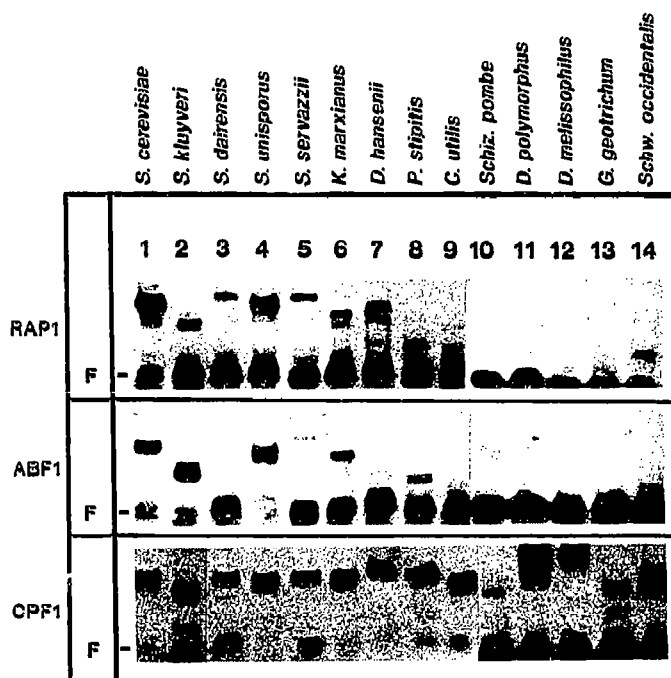 S. cerevisiae
S. kluyveri
S. dairensis
S. unisporus
S. servazzii
K. marxianus
D. hansenii
P. stipitis
C. utilis
Schiz. pombe
D. polymorphus
D. melissophilus
G. geotrichum
Schw. occidentalis
1 2 3 4 5 6 7 8 9 10 11 12 13 14
RAP1
F -
ABF1
F -
CPF1
F -